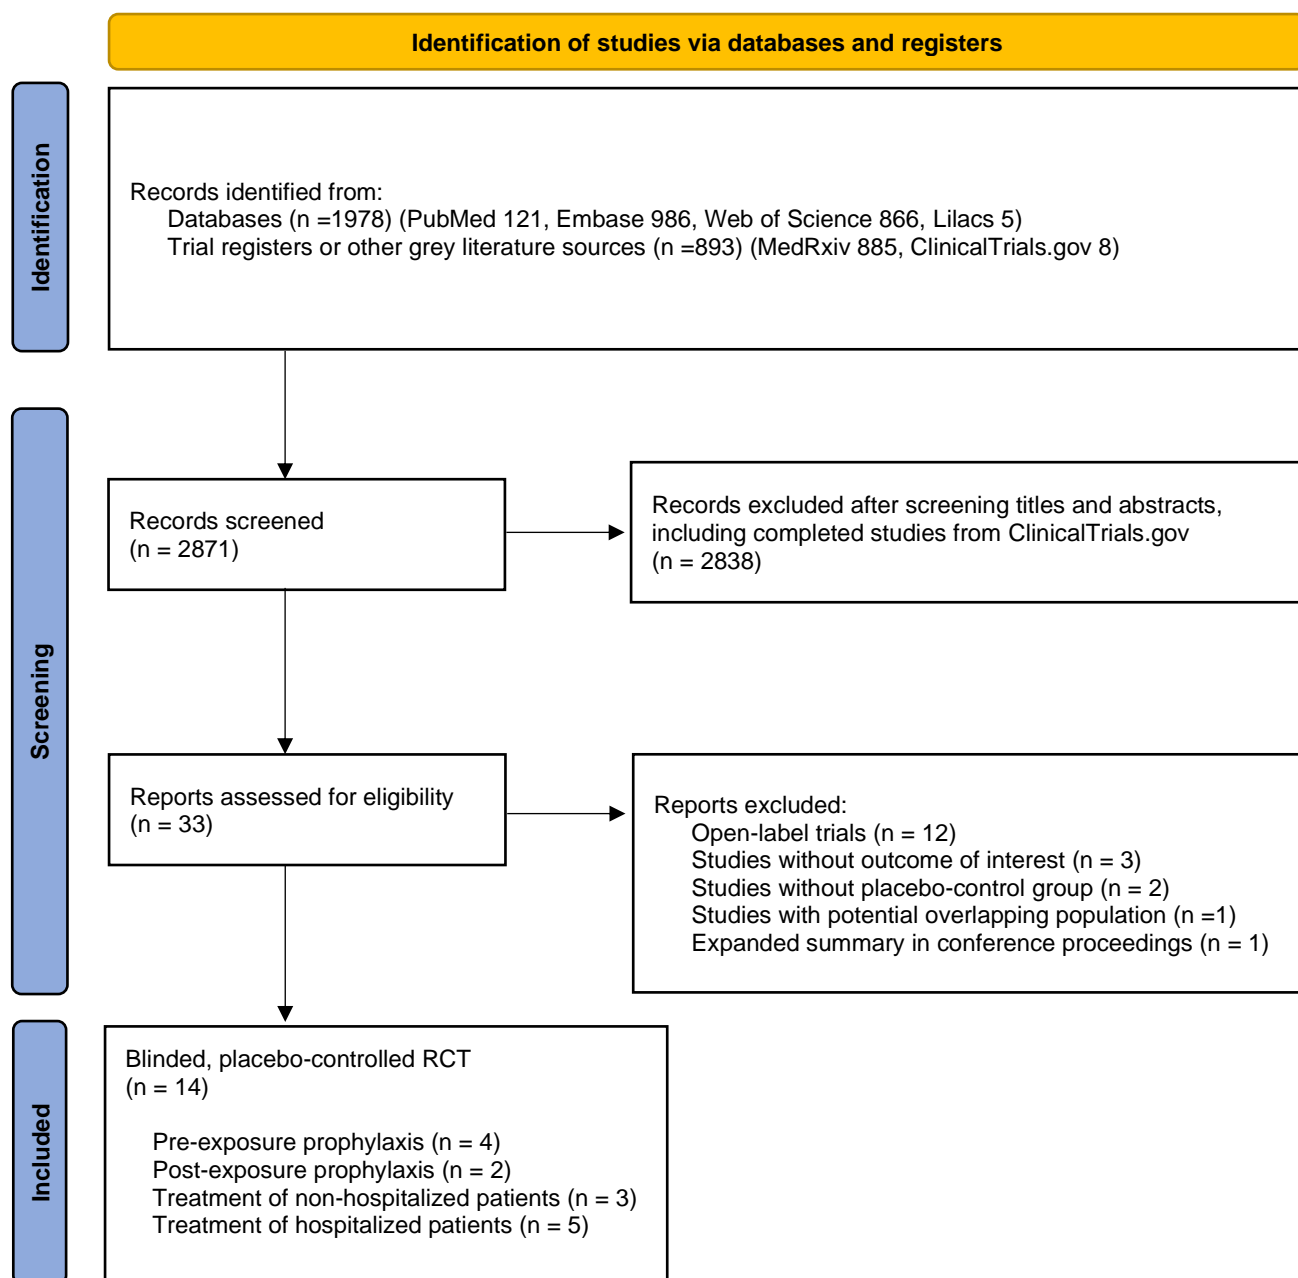 Identification of studies via databases and registers
Identification
Records identified from:
Databases (n =1978) (PubMed 121, Embase 986, Web of Science 866, Lilacs 5)
Trial registers or other grey literature sources (n =893) (MedRxiv 885, ClinicalTrials.gov 8)
Screening
Records screened
(n = 2871)
Records excluded after screening titles and abstracts,
including completed studies from ClinicalTrials.gov
(n = 2838)
Reports assessed for eligibility
(n = 33)
Reports excluded:
Open-label trials (n = 12)
Studies without outcome of interest (n = 3)
Studies without placebo-control group (n = 2)
Studies with potential overlapping population (n =1)
Expanded summary in conference proceedings (n = 1)
Included
Blinded, placebo-controlled RCT
(n = 14)
Pre-exposure prophylaxis (n = 4)
Post-exposure prophylaxis (n = 2)
Treatment of non-hospitalized patients (n = 3)
Treatment of hospitalized patients (n = 5)